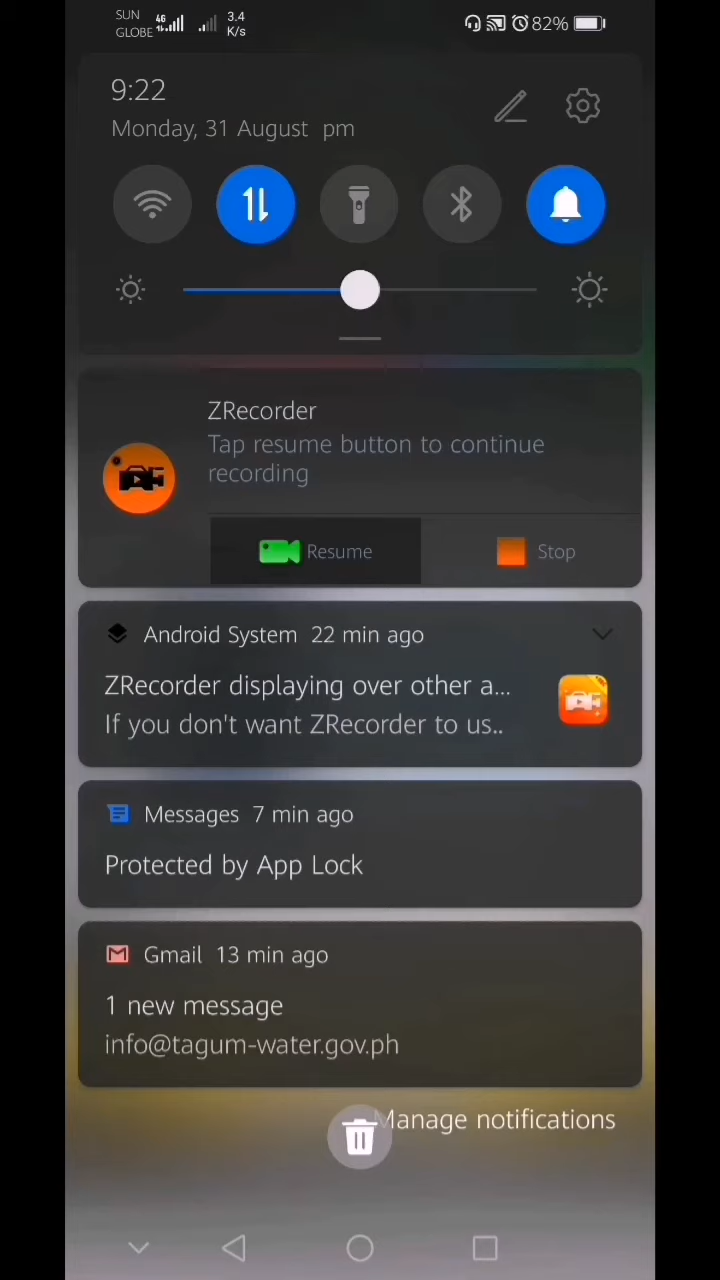 SUN 4G 3.4
GLOBE K/s 82%
9:22
Monday, 31 August pm
ZRecorder
Tap resume button to continue
recording
Resume Stop
Android System 22 min ago
ZRecorder displaying over other a...
If you don't want ZRecorder to us..
Messages 7 min ago
Protected by App Lock
Gmail 13 min ago
1 new message
info@tagum-water.gov.ph
Manage notifications